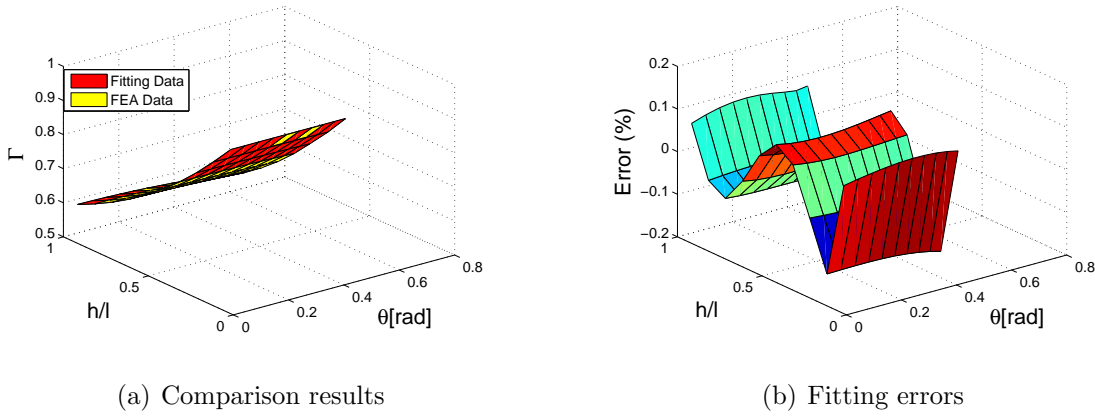 1
0.9
0.8
0.7
0.6
0.5
Γ
Fitting Data
FEA Data
1
0.5
0
h/l
0
0.2
0.4
0.6
0.8
θ[rad]
(a) Comparison results
0.2
0.1
0
−0.1
−0.2
Error (%)
1
0.5
0
h/l
0
0.2
0.4
0.6
0.8
θ[rad]
(b) Fitting errors